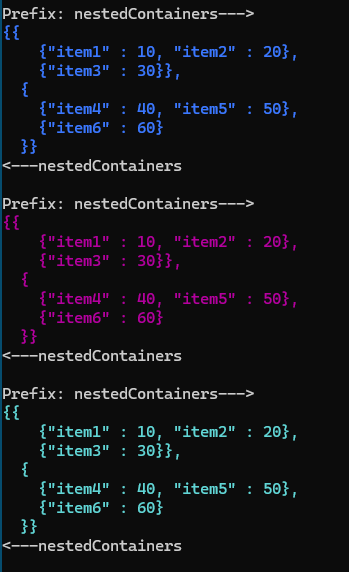 Prefix: nestedContainers--->
{{
    {"item1" : 10, "item2" : 20},
    {"item3" : 30}},
  {
    {"item4" : 40, "item5" : 50},
    {"item6" : 60}
  }}
<---nestedContainers

Prefix: nestedContainers--->
{{
    {"item1" : 10, "item2" : 20},
    {"item3" : 30}},
  {
    {"item4" : 40, "item5" : 50},
    {"item6" : 60}
  }}
<---nestedContainers

Prefix: nestedContainers--->
{{
    {"item1" : 10, "item2" : 20},
    {"item3" : 30}},
  {
    {"item4" : 40, "item5" : 50},
    {"item6" : 60}
  }}
<---nestedContainers